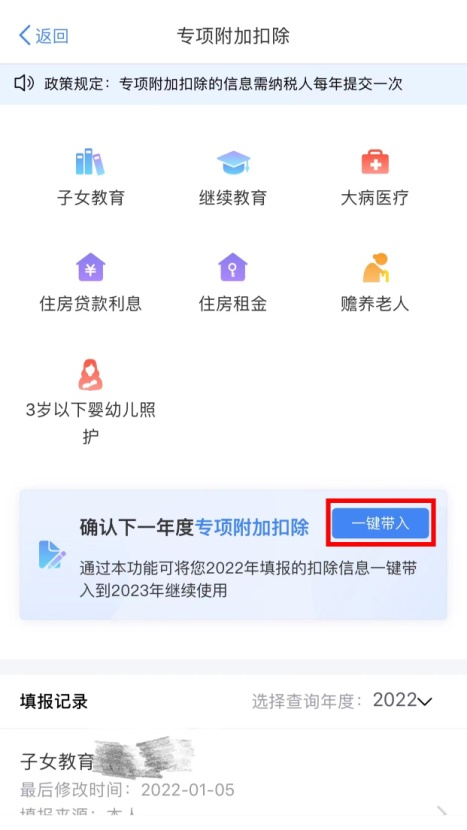 返回
专项附加扣除
政策规定：专项附加扣除的信息需纳税人每年提交一次
子女教育
继续教育
大病医疗
住房贷款利息
住房租金
赡养老人
3岁以下婴幼儿照
护
确认下一年度专项附加扣除
一键带入
通过本功能可将您2022年填报的扣除信息一键带
入到2023年继续使用
填报记录
选择查询年度：2022
子女教育
最后修改时间：2022-01-05
填报来源：本人